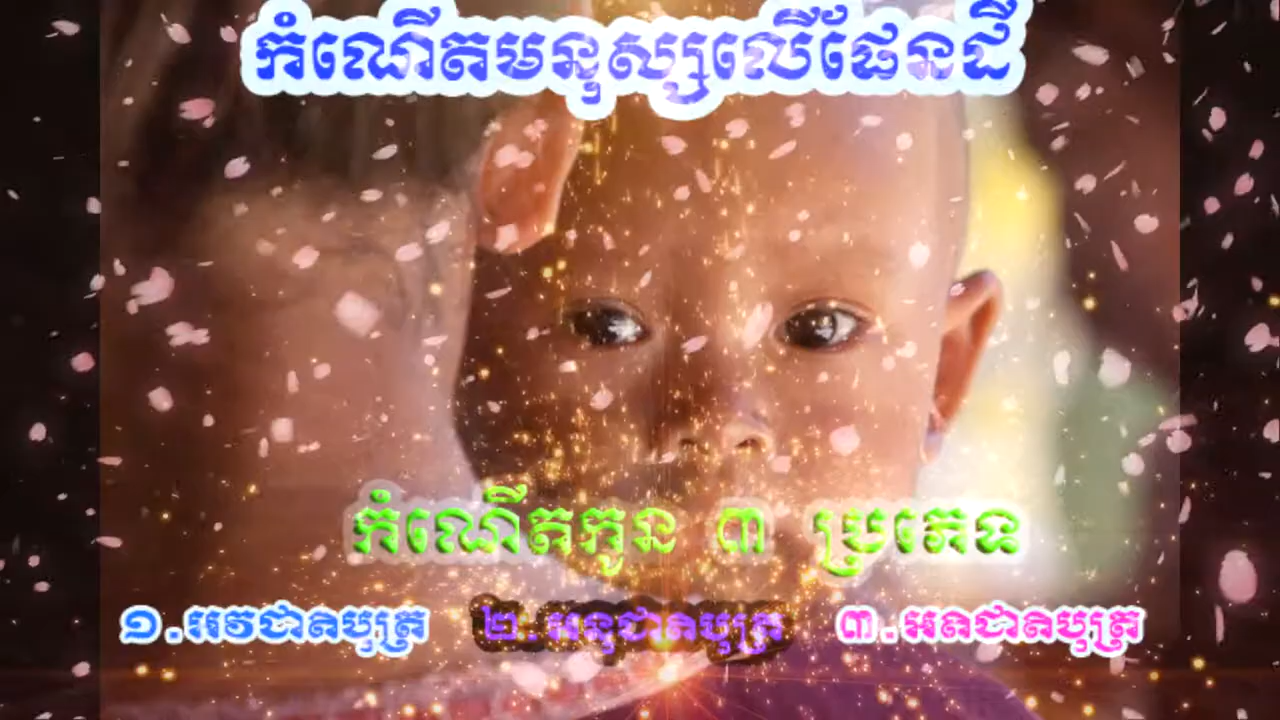 កំណើតមនុស្សលើផែនដី
កំណើតកូន ៣ ប្រភេទ
១.អវជាតិបុត្រ ២.អនុជាតិបុត្រ ៣.អតិជាតិបុត្រ